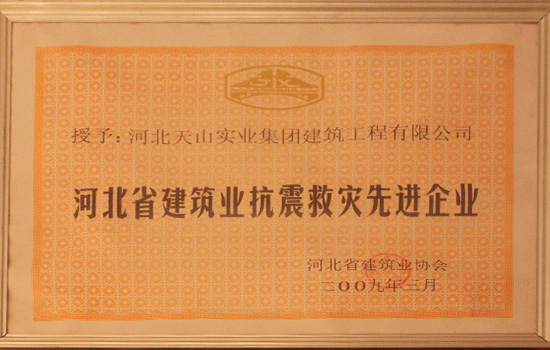 授予：河北天山实业集团建筑工程有限公司
河北省建筑业抗震救灾先进企业
河北省建筑业协会
二〇〇九年三月